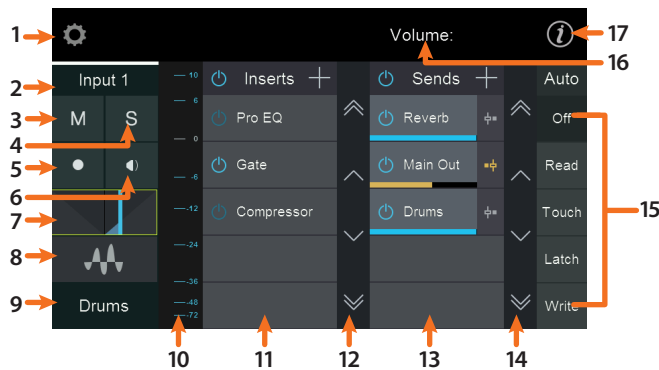 1
Volume:
i
17
16
2
Input 1
10
Inserts
Sends
Auto
3
M
S
6
Pro EQ
Reverb
Off
4
0
5
Gate
Main Out
Read
6
-6
7
-12
Compressor
Drums
Touch
15
8
-24
Latch
-36
9
Drums
-48
Write
-72
10
11
12
13
14